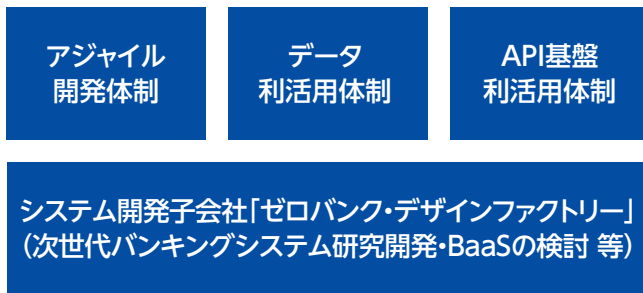 アジャイル
開発体制
データ
利活用体制
API基盤
利活用体制
システム開発子会社｢ゼロバンク・デザインファクトリー｣
(次世代バンキングシステム研究開発・BaaSの検討 等)